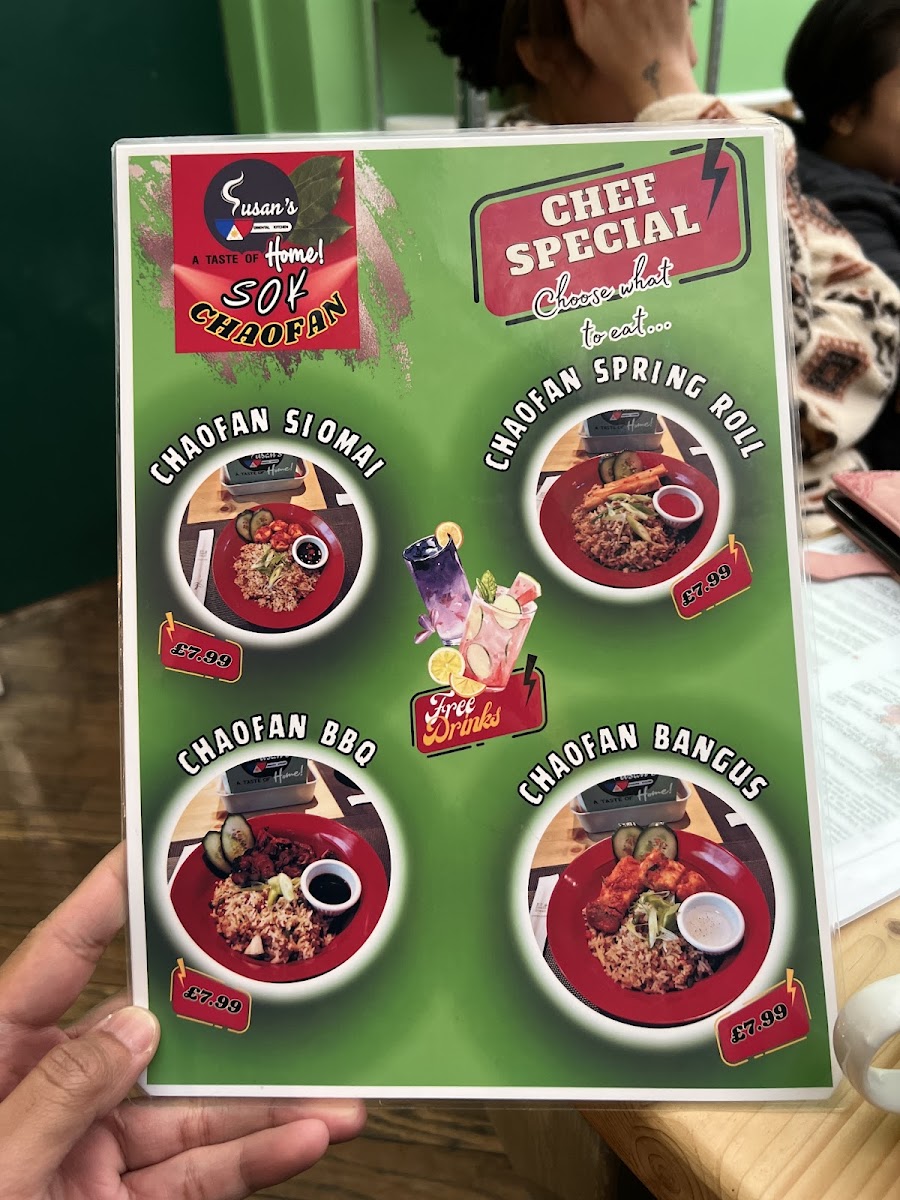 Susan's
ORIENTAL KITCHEN
A TASTE OF Home!
SOK
CHAOFAN
CHEF
SPECIAL
Choose what
to eat...
CHAOFAN SIOMAI
£7.99
CHAOFAN SPRING ROLL
£7.99
Free
Drinks
CHAOFAN BBQ
£7.99
CHAOFAN BANGUS
£7.99